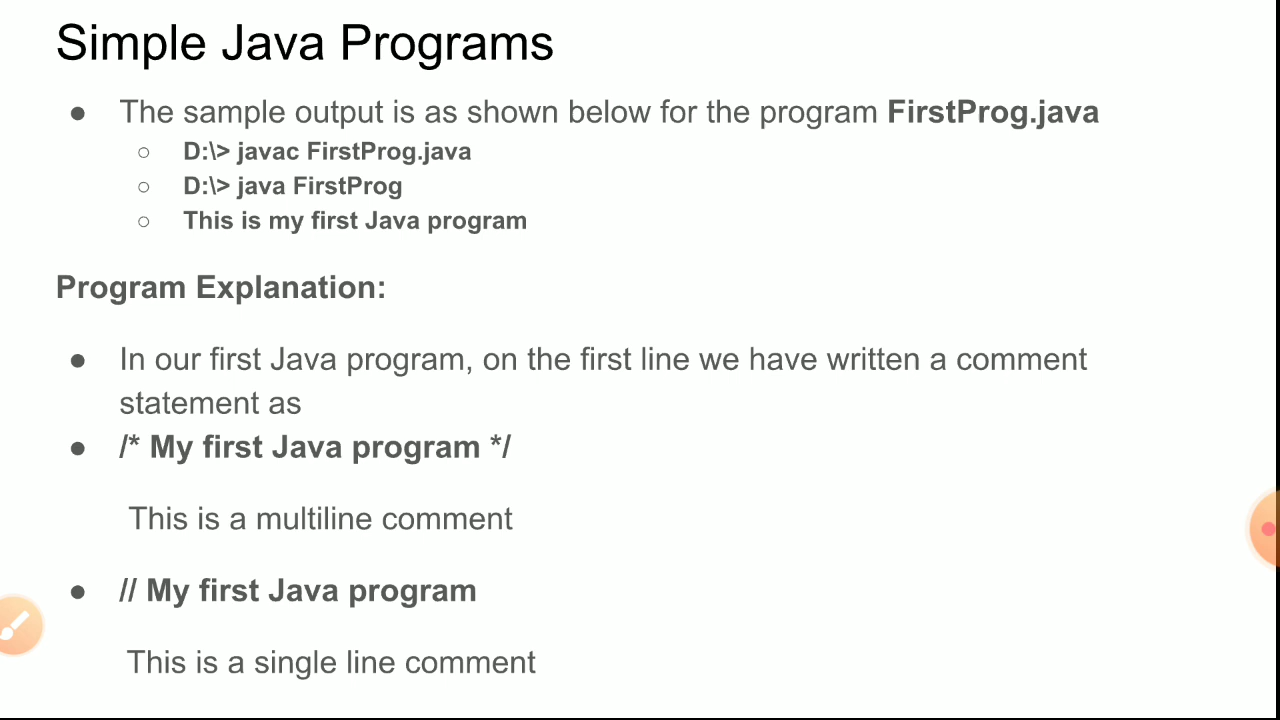 Simple Java Programs
● The sample output is as shown below for the program FirstProg.java
○ D:\> javac FirstProg.java
○ D:\> java FirstProg
○ This is my first Java program
Program Explanation:
● In our first Java program, on the first line we have written a comment
statement as
● /* My first Java program */
This is a multiline comment
● // My first Java program
This is a single line comment